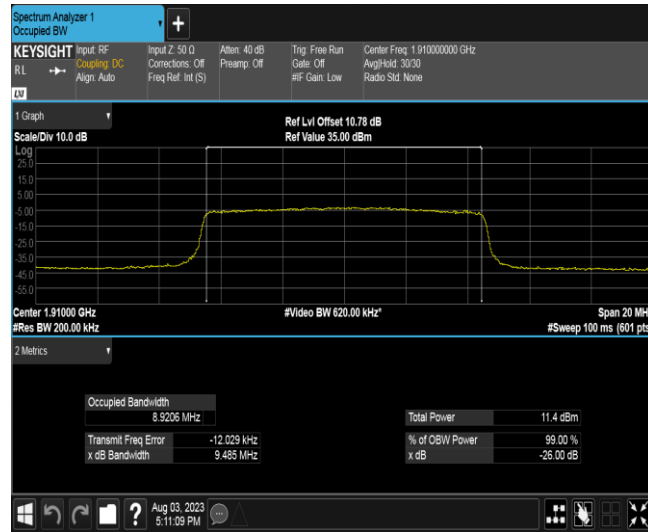 Spectrum Analyzer 1
Occupied BW
+
KEYSIGHT Input: RF Input Z: 50 Ω Atten: 40 dB Trig: Free Run Center Freq: 1.910000000 GHz
RL Coupling: DC Corrections: Off Preamp: Off Gate: Off Avg|Hold: 30/30
Align: Auto Freq Ref: Int (S) #IF Gain: Low Radio Std: None
LXI
1 Graph
Ref Lvl Offset 10.78 dB
Scale/Div 10.0 dB Ref Value 35.00 dBm
Log
25.0
15.0
5.00
-5.00
-15.0
-25.0
-35.0
-45.0
-55.0
Center 1.91000 GHz #Video BW 620.00 kHz* Span 20 MH
#Res BW 200.00 kHz #Sweep 100 ms (601 pts
2 Metrics
Occupied Bandwidth
8.9206 MHz Total Power 11.4 dBm
Transmit Freq Error -12.029 kHz % of OBW Power 99.00 %
x dB Bandwidth 9.485 MHz x dB -26.00 dB
? Aug 03, 2023
5:11:09 PM